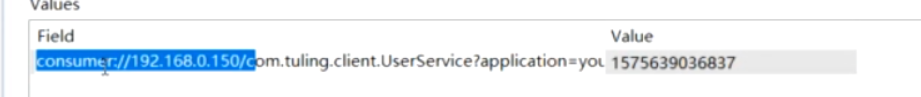 Values
Field Value
consumer://192.168.0.150/com.tuling.client.UserService?application=you 1575639036837